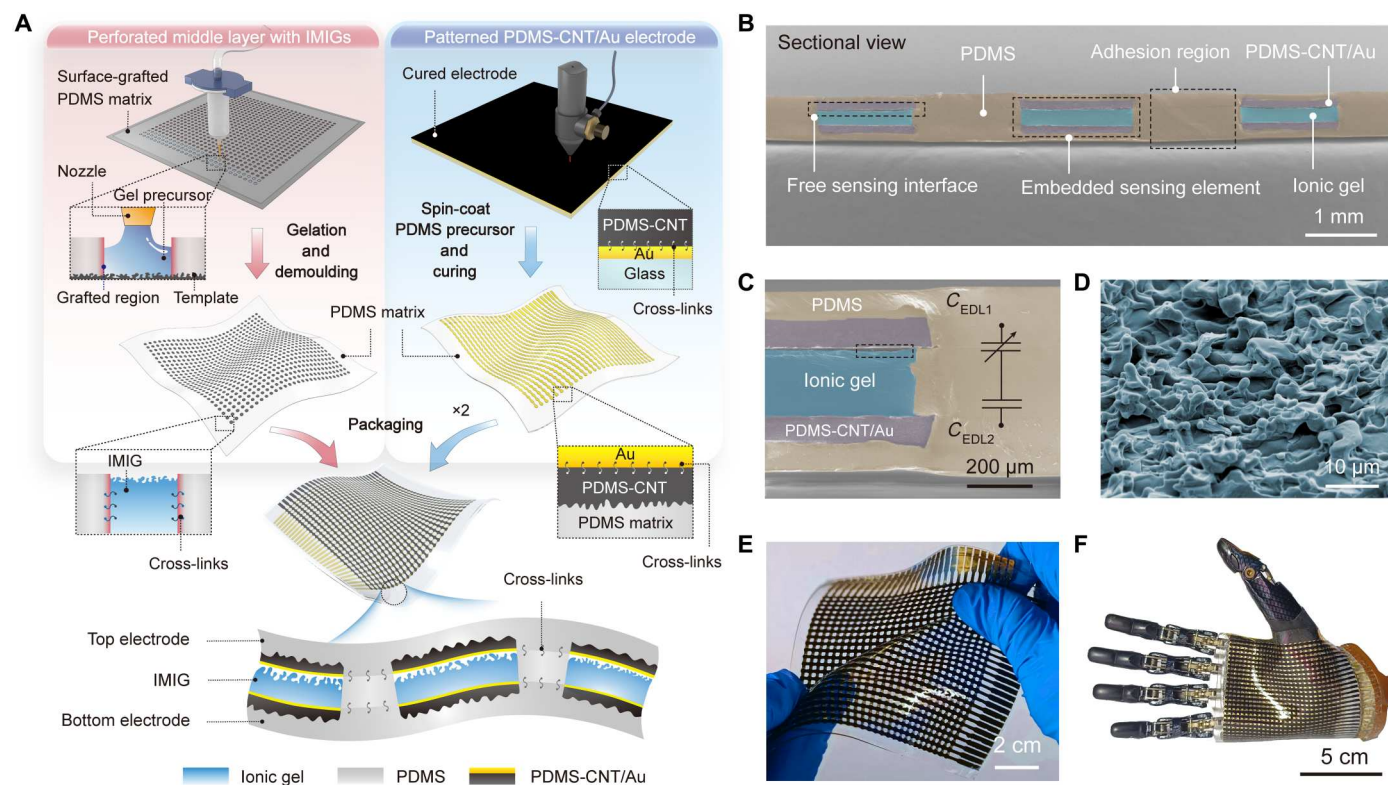 A
Perforated middle layer with IMIGs
Patterned PDMS-CNT/Au electrode
Surface-grafted
PDMS matrix
Cured electrode
Nozzle
Gel precursor
Grafted region
Template
Gelation
and
demoulding
Spin-coat
PDMS precursor
and
curing
PDMS-CNT
Au
Glass
Cross-links
PDMS matrix
×2
Packaging
IMIG
Cross-links
Au
PDMS-CNT
PDMS matrix
Cross-links
Cross-links
Top electrode
IMIG
Bottom electrode
Ionic gel
PDMS
PDMS-CNT/Au
B
Sectional view
PDMS
Adhesion region
PDMS-CNT/Au
Free sensing interface
Embedded sensing element
Ionic gel
1 mm
C
PDMS
CEDL1
Ionic gel
PDMS-CNT/Au
CEDL2
200 µm
D
10 µm
E
2 cm
F
5 cm